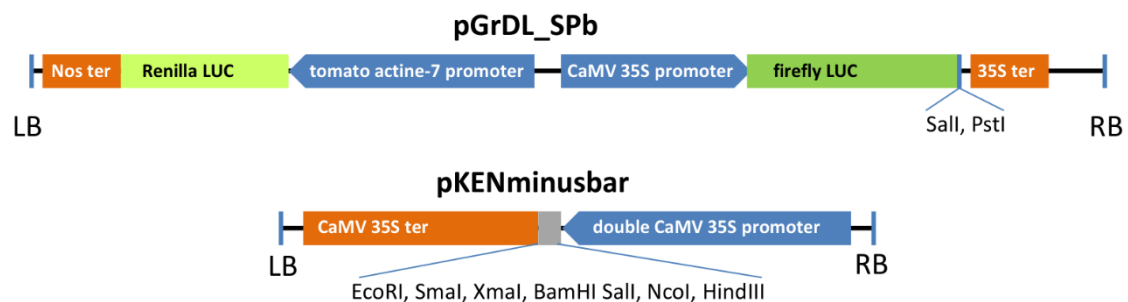 pGrDL_SPb
Nos ter Renilla LUC tomato actine-7 promoter CaMV 35S promoter firefly LUC 35S ter
LB SalI, PstI RB
pKENminusbar
CaMV 35S ter double CaMV 35S promoter
LB RB
EcoRI, SmaI, XmaI, BamHI SalI, NcoI, HindIII